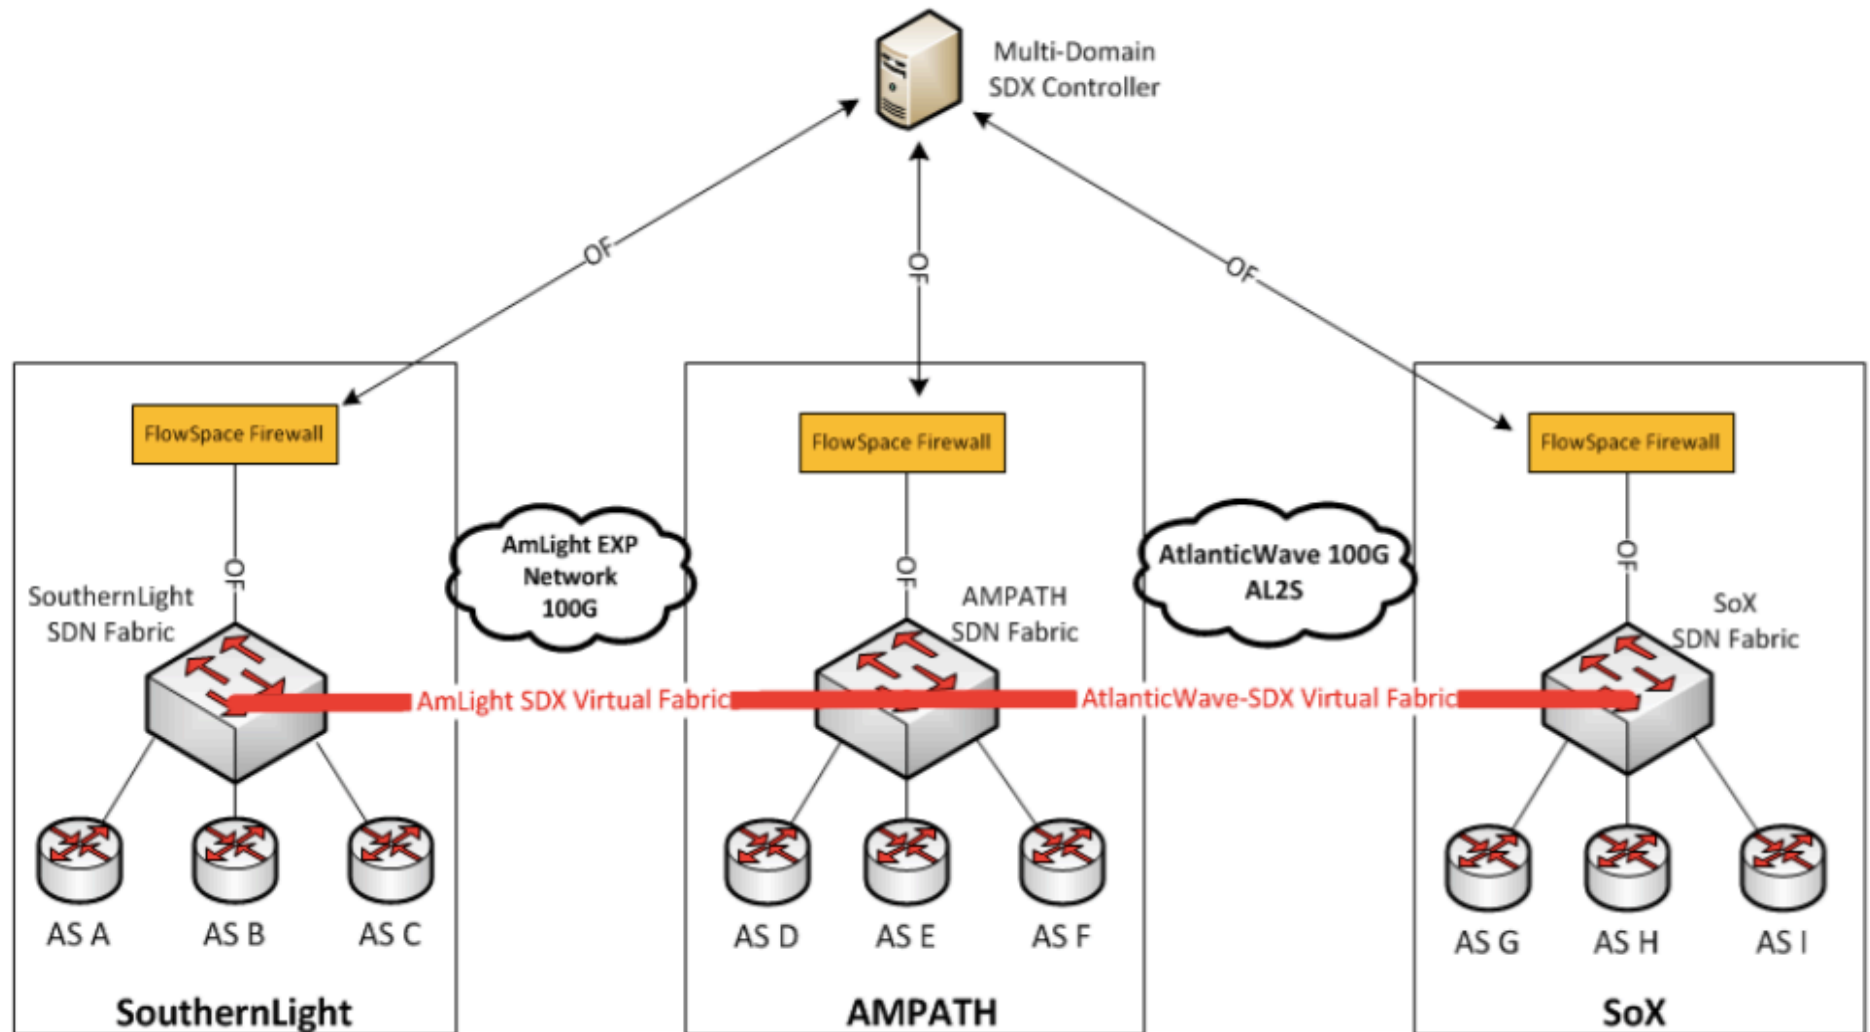 Multi-Domain
SDX Controller
OF
OF
OF
FlowSpace Firewall
FlowSpace Firewall
FlowSpace Firewall
AmLight EXP
Network
100G
AtlanticWave 100G
AL2S
OF
OF
OF
SouthernLight
SDN Fabric
AMPATH
SDN Fabric
SoX
SDN Fabric
AmLight SDX Virtual Fabric
AtlanticWave-SDX Virtual Fabric
AS A
AS B
AS C
AS D
AS E
AS F
AS G
AS H
AS I
SouthernLight
AMPATH
SoX